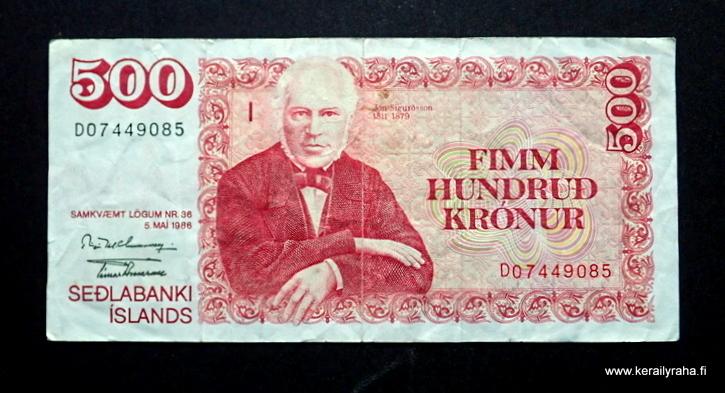 500
D07449085
SAMKVÆMT LÖGUM NR. 36
5. MAÍ 1986
SEÐLABANKI
ÍSLANDS
Jón Sigurðsson
1811 1879
FIMM
HUNDRUÐ
KRÓNUR
D07449085
500
www.kerailyraha.fi